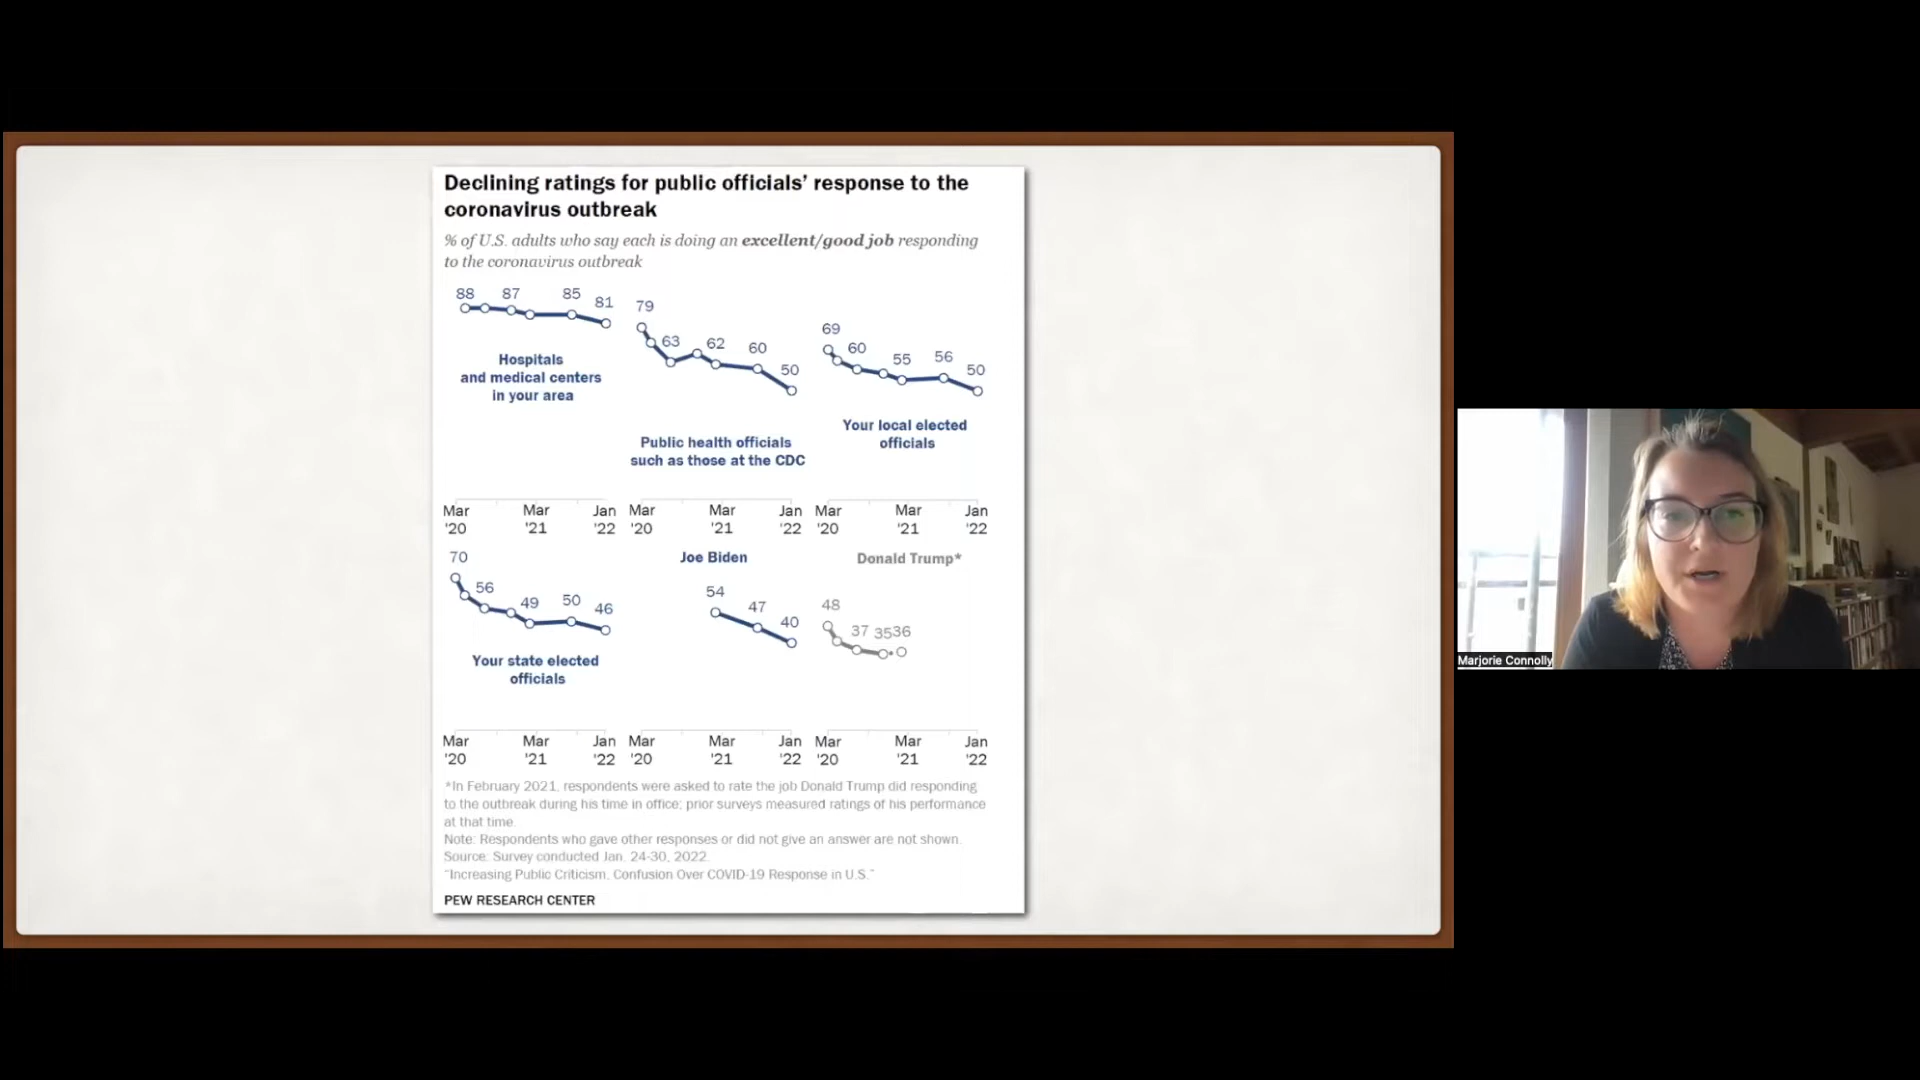 Declining ratings for public officials’ response to the
coronavirus outbreak
% of U.S. adults who say each is doing an excellent/good job responding
to the coronavirus outbreak
88 87 85 81
Hospitals
and medical centers
in your area
79 63 62 60 50
Public health officials
such as those at the CDC
69 60 55 56 50
Your local elected
officials
Mar Mar Jan Mar Mar Jan Mar Mar Jan
'20 '21 '22 '20 '21 '22 '20 '21 '22
70 56 49 50 46
Your state elected
officials
Joe Biden
54 47 40
Donald Trump*
48 37 35 36
Mar Mar Jan Mar Mar Jan Mar Mar Jan
'20 '21 '22 '20 '21 '22 '20 '21 '22
*In February 2021, respondents were asked to rate the job Donald Trump did responding
to the outbreak during his time in office; prior surveys measured ratings of his performance
at that time.
Note: Respondents who gave other responses or did not give an answer are not shown.
Source: Survey conducted Jan. 24-30, 2022.
“Increasing Public Criticism, Confusion Over COVID-19 Response in U.S.”
PEW RESEARCH CENTER
Marjorie Connolly